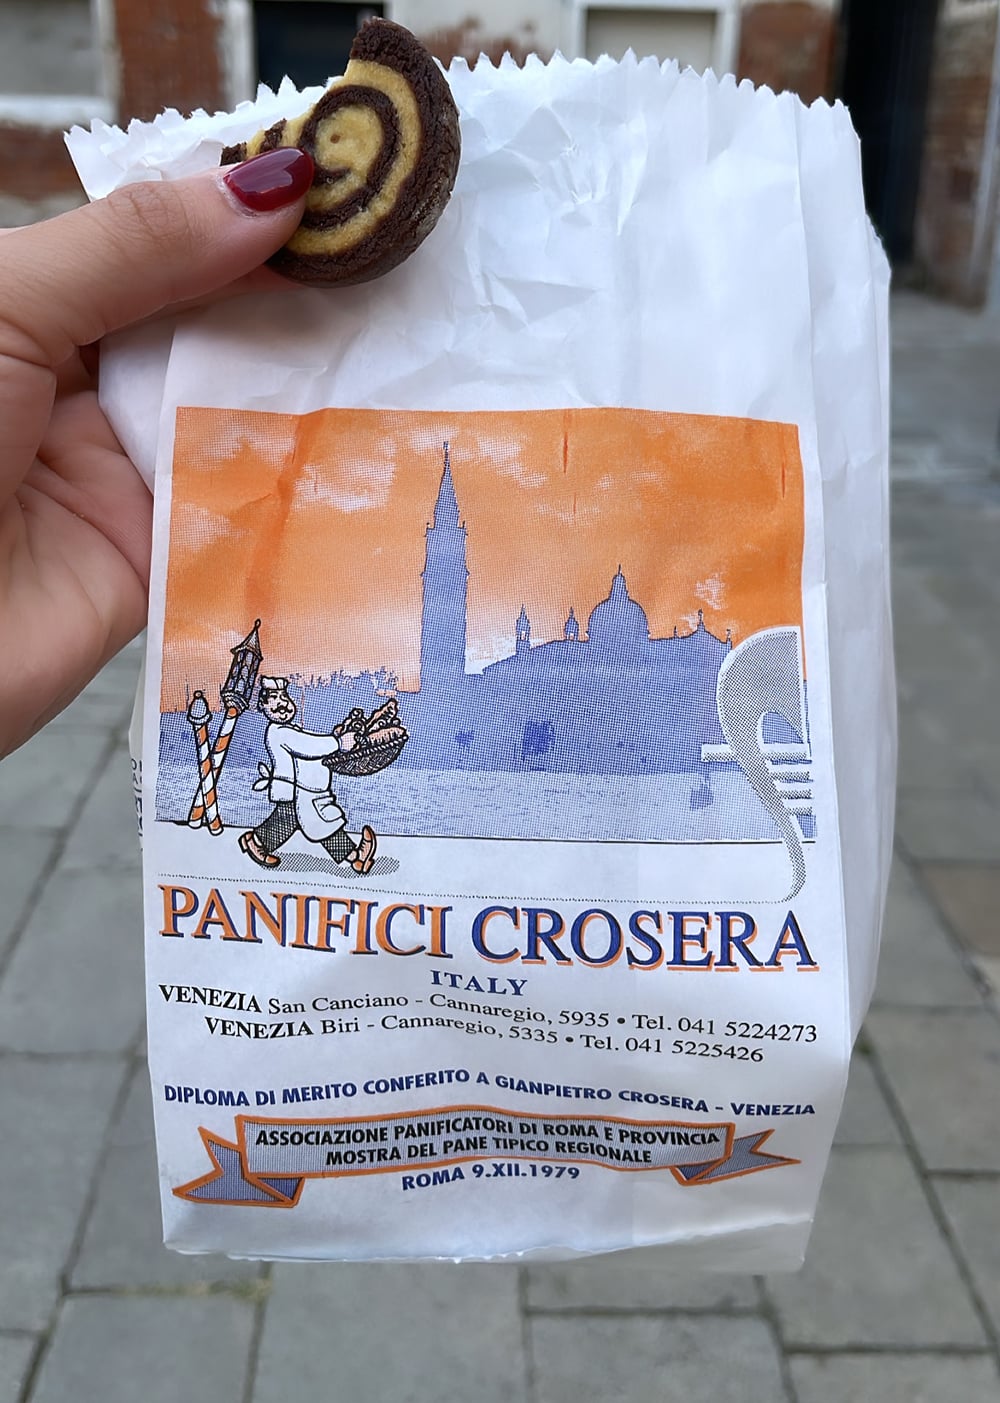 PANIFICI CROSERA
ITALY
VENEZIA San Canciano - Cannaregio, 5935 • Tel. 041 5224273
VENEZIA Biri - Cannaregio, 5335 • Tel. 041 5225426
DIPLOMA DI MERITO CONFERITO A GIANPIETRO CROSERA - VENEZIA
ASSOCIAZIONE PANIFICATORI DI ROMA E PROVINCIA
MOSTRA DEL PANE TIPICO REGIONALE
ROMA 9.XII.1979